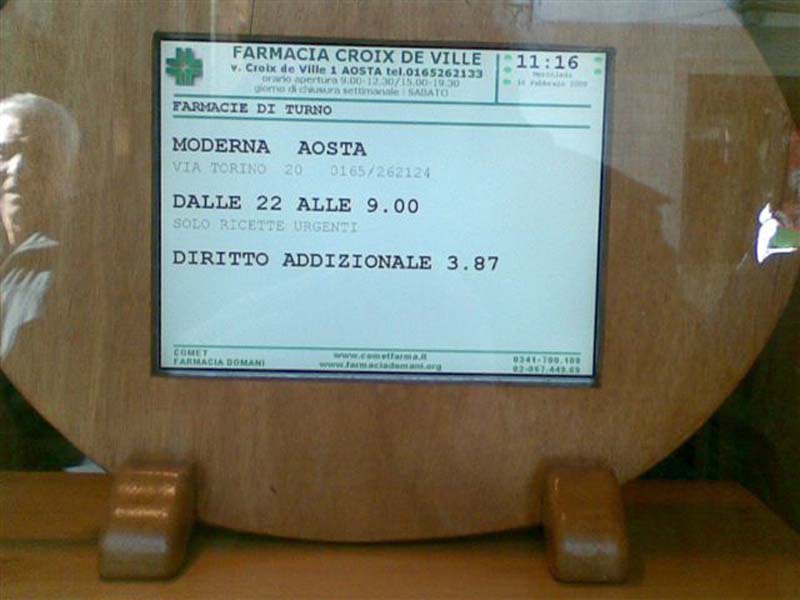 FARMACIA CROIX DE VILLE
v. Croix de Ville 1 AOSTA tel.0165262133
orario apertura 9.00-12.30/15.00-19.30
giorno di chiusura settimanale : SABATO
11:16
FARMACIE DI TURNO
MODERNA AOSTA
VIA TORINO 20 0165/262124
DALLE 22 ALLE 9.00
SOLO RICETTE URGENTI
DIRITTO ADDIZIONALE 3.87
COMET www.cometfarma.it 0341-700.109
FARMACIA DOMANI www.farmaciadomani.org